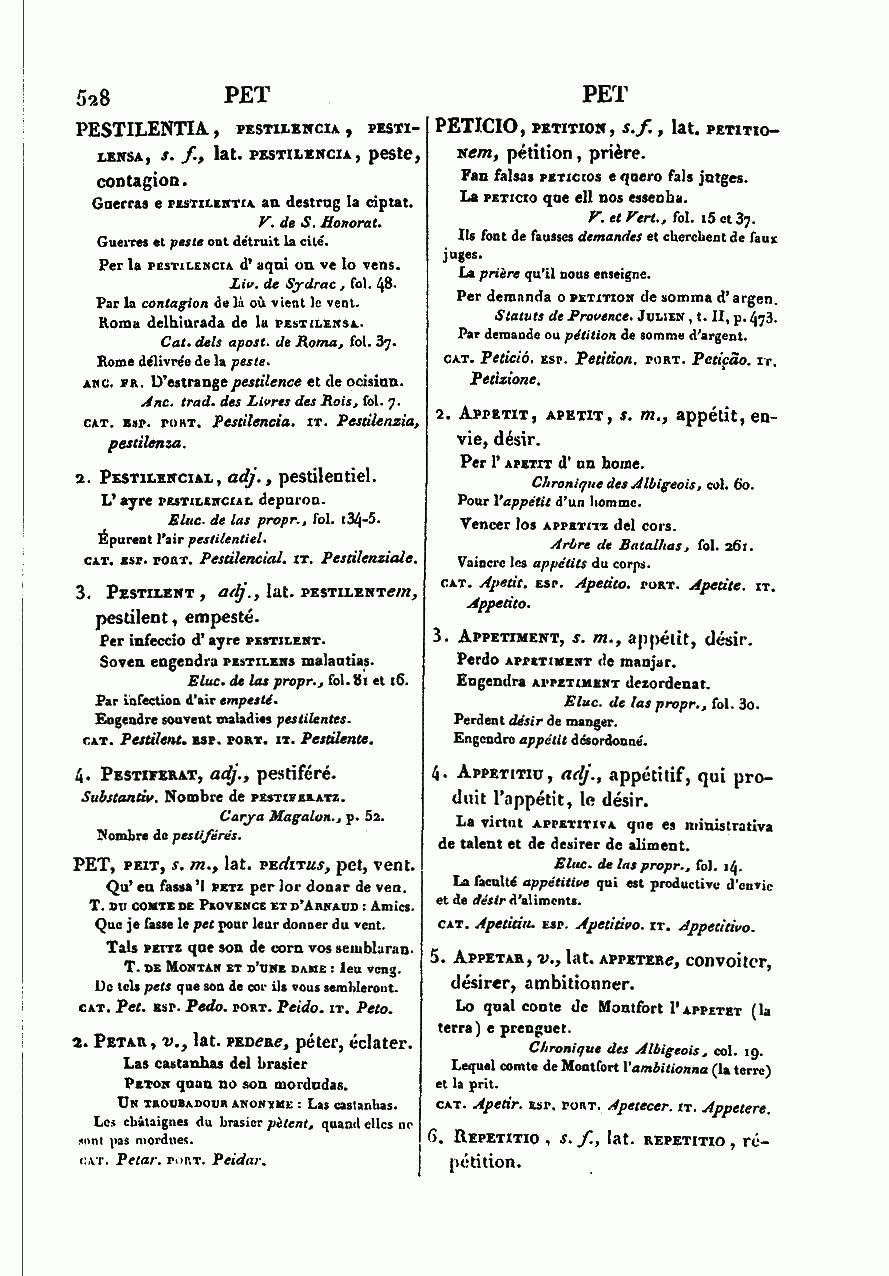 528 PET PET
PESTILENTIA, PESTILENCIA, PESTI-
LENSA, s. f., lat. PESTILENCIA, peste,
contagion.
Guerras e PESTILENTIA an destrug la ciptat.
V. de S. Honorat.
Guerres et peste ont détruit la cité.
Per la PESTILENCIA d'aqui on ve lo vens.
Liv. de Sydrac, fol. 48.
Par la contagion de là où vient le vent.
Roma delhiurada de la PESTILENSA.
Cat. dels apost. de Roma, fol. 37.
Rome délivrée de la peste.
ANC. FR. D'estrange pestilence et de ocisiun.
Anc. trad. des Livres des Rois, fol. 7.
CAT. ESP. PORT. Pestilencia. IT. Pestilenzia,
pestilenza.
2. PESTILENCIAL, adj., pestilentiel.
L'ayre PESTILENCIAL depuron.
Eluc. de las propr., fol. 134-5.
Épurent l'air pestilentiel.
CAT. ESP. PORT. Pestilencial. IT. Pestilenziale.
3. PESTILENT, adj., lat. PESTILENTem,
pestilent, empesté.
Per infeccio d'ayre PESTILENT.
Soven engendra PESTILENS malautias.
Eluc. de las propr., fol. 81 et 16.
Par infection d'air empesté.
Engendre souvent maladies pestilentes.
CAT. Pestilent. ESP. PORT. IT. Pestilente.
4. PESTIFERAT, adj., pestiféré.
Substantiv. Nombre de PESTIFERATZ.
Carya Magalon., p. 52.
Nombre de pestiférés.
PET, PEIT, s. m., lat. PEdITus, pet, vent.
Qu'eu fassa'l PETZ per lor donar de ven.
T. DU COMTE DE PROVENCE ET D'ARNAUD : Amics.
Que je fasse le pet pour leur donner du vent.
Tals PEITZ que son de corn vos semblaran.
T. DE MONTAN ET D'UNE DAME : Ieu veng.
De tels pets que son de cor ils vous sembleront.
CAT. Pet. ESP. Pedo. PORT. Peido. IT. Peto.
2. PETAR, v., lat. PEDERe, péter, éclater.
Las castanhas del brasier
PETON quan no son mordudas.
UN TROUBADOUR ANONYME : Las castanhas.
Les châtaignes du brasier pètent, quand elles ne
sont pas mordues.
CAT. Petar. PORT. Peidar.
PETICIO, PETITION, s. f., lat. PETITIO-
Nem, pétition, prière.
Fan falsas PETICIOS e quero fals jutges.
La PETICIO que ell nos essenha.
V. et Vert., fol. 15 et 37.
Ils font de fausses demandes et cherchent de faux
juges.
La prière qu'il nous enseigne.
Per demanda o PETITION de somma d'argen.
Statuts de Provence. JULIEN, t. II, p. 473.
Par demande ou pétition de somme d'argent.
CAT. Petició. ESP. Petition. PORT. Petição. IT.
Petizione.
2. APPETIT, APETIT, s. m., appétit, en-
vie, désir.
Per l'APETIT d'un home.
Chronique des Albigeois, col. 60.
Pour l'appétit d'un homme.
Vencer los APPETITZ del cors.
Arbre de Batalhas, fol. 261.
Vaincre les appétits du corps.
CAT. Apetit. ESP. Apetito. PORT. Apetite. IT.
Appetito.
3. APPETIMENT, s. m., appétit, désir.
Perdo APPETIMENT de manjar.
Engendra APPETIMENT dezordenat.
Eluc. de las propr., fol. 30.
Perdent désir de manger.
Engendre appétit désordonné.
4. APPETITIU, adj., appétitif, qui pro-
duit l'appétit, le désir.
La virtut APPETITIVA que es ministrativa
de talent et de desirer de aliment.
Eluc. de las propr., fol. 14.
La faculté appétitive qui est productive d'envie
et de désir d'aliments.
CAT. Apetitiu. ESP. Apetitivo. IT. Appetitivo.
5. APPETAR, v., lat. APPETERe, convoiter,
désirer, ambitionner.
Lo qual conte de Montfort l'APPETET (la
terra) e prenguet.
Chronique des Albigeois, col. 19.
Lequel comte de Montfort l'ambitionna (la terre)
et la prit.
CAT. Apetir. ESP. PORT. Apetecer. IT. Appetere.
6. REPETITIO, s. f., lat. REPETITIO, ré-
pétition.